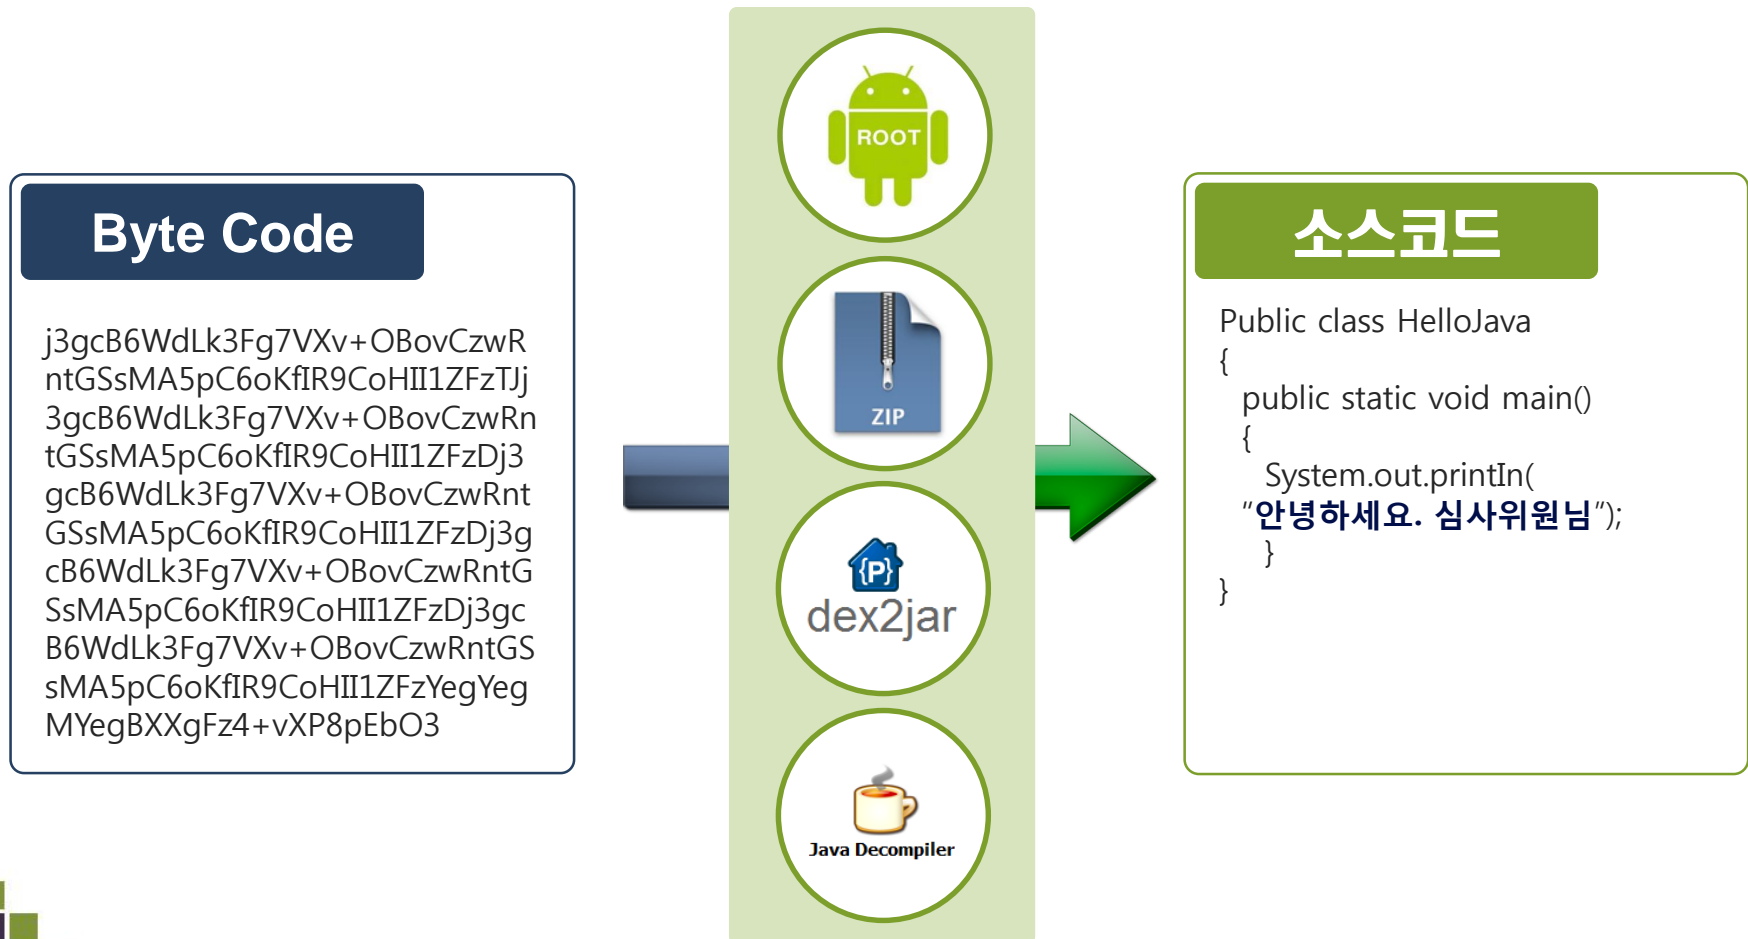 Byte Code
j3gcB6WdLk3Fg7VXv+OBovCzwR
ntGSsMA5pC6oKfIR9CoHII1ZFzTJj
3gcB6WdLk3Fg7VXv+OBovCzwRn
tGSsMA5pC6oKfIR9CoHII1ZFzDj3
gcB6WdLk3Fg7VXv+OBovCzwRnt
GSsMA5pC6oKfIR9CoHII1ZFzDj3g
cB6WdLk3Fg7VXv+OBovCzwRntG
SsMA5pC6oKfIR9CoHII1ZFzDj3gc
B6WdLk3Fg7VXv+OBovCzwRntGS
sMA5pC6oKfIR9CoHII1ZFzYegYeg
MYegBXXgFz4+vXP8pEbO3
ROOT
ZIP
{P}
dex2jar
Java Decompiler
소스코드
Public class HelloJava
{
public static void main()
{
System.out.printIn(
“안녕하세요. 심사위원님”);
}
}